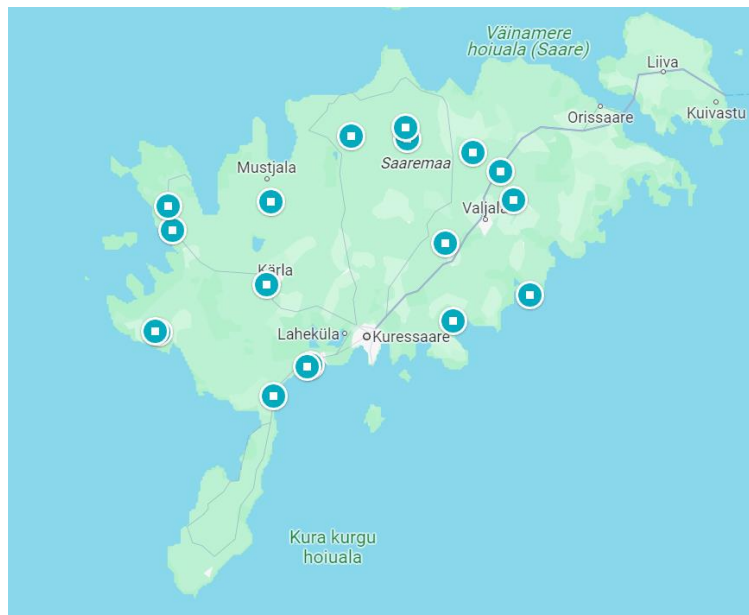 Väinamere
hoiuala (Saare)
Liiva
Orissaare
Kuivastu
Saaremaa
Mustjala
Valjala
Kärla
Laheküla
Kuressaare
Kura kurgu
hoiuala